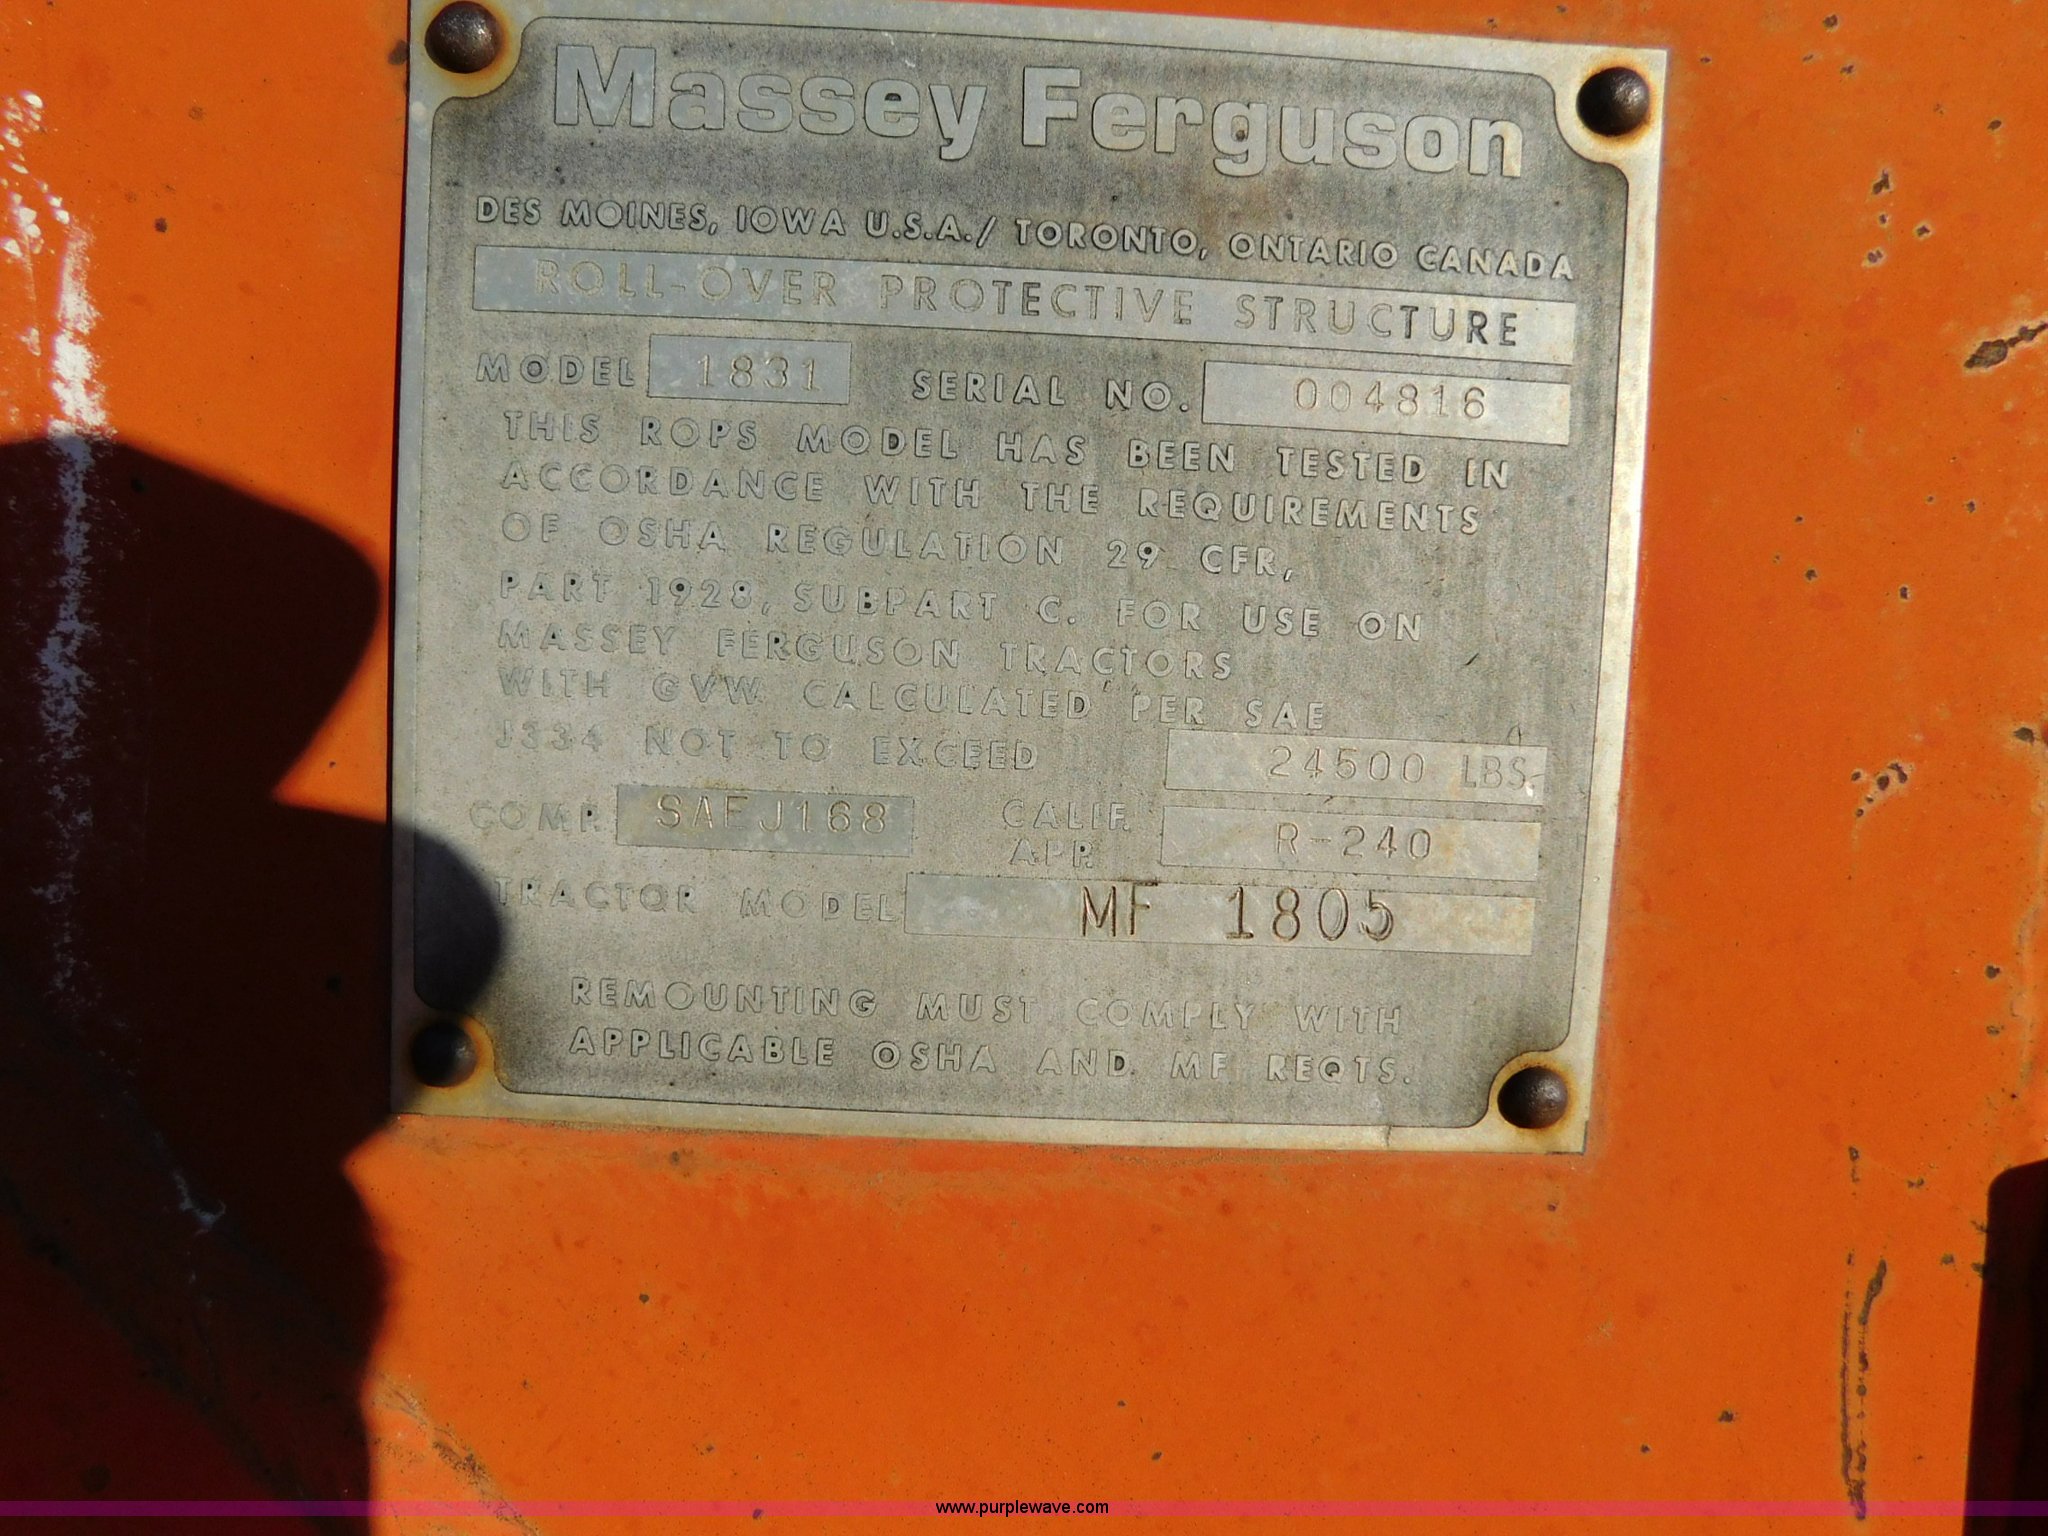 Massey Ferguson
DES MOINES, IOWA U.S.A./ TORONTO, ONTARIO CANADA
ROLL-OVER PROTECTIVE STRUCTURE
MODEL 1831 SERIAL NO. 004816
THIS ROPS MODEL HAS BEEN TESTED IN
ACCORDANCE WITH THE REQUIREMENTS
OF OSHA REGULATION 29 CFR,
PART 1928, SUBPART C. FOR USE ON
MASSEY FERGUSON TRACTORS
WITH GVW CALCULATED PER SAE
J334 NOT TO EXCEED 24500 LBS.
COMP. SAEJ168 CALIF. APP. R-240
TRACTOR MODEL MF 1805
REMOUNTING MUST COMPLY WITH
APPLICABLE OSHA AND MF REQTS.
www.purplewave.com